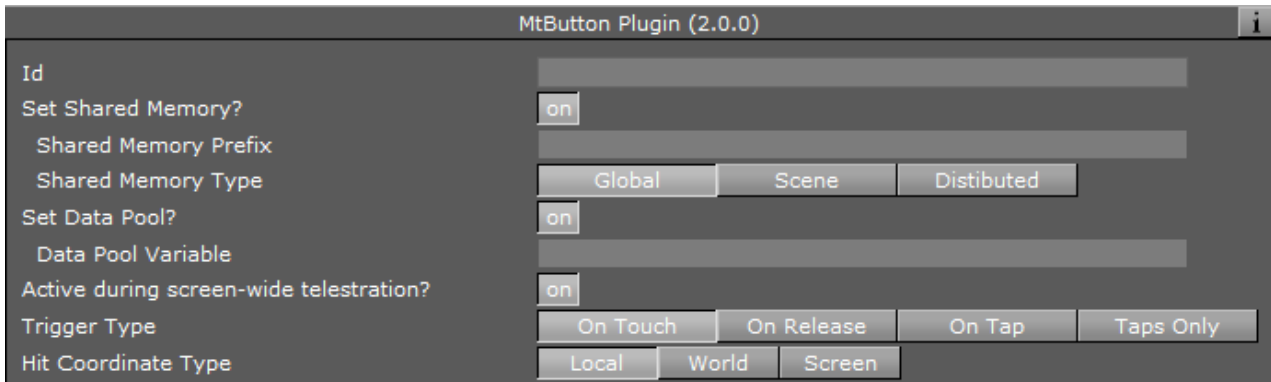 MtButton Plugin (2.0.0) i
Id
Set Shared Memory? on
Shared Memory Prefix
Shared Memory Type Global Scene Distibuted
Set Data Pool? on
Data Pool Variable
Active during screen-wide telestration? on
Trigger Type On Touch On Release On Tap Taps Only
Hit Coordinate Type Local World Screen